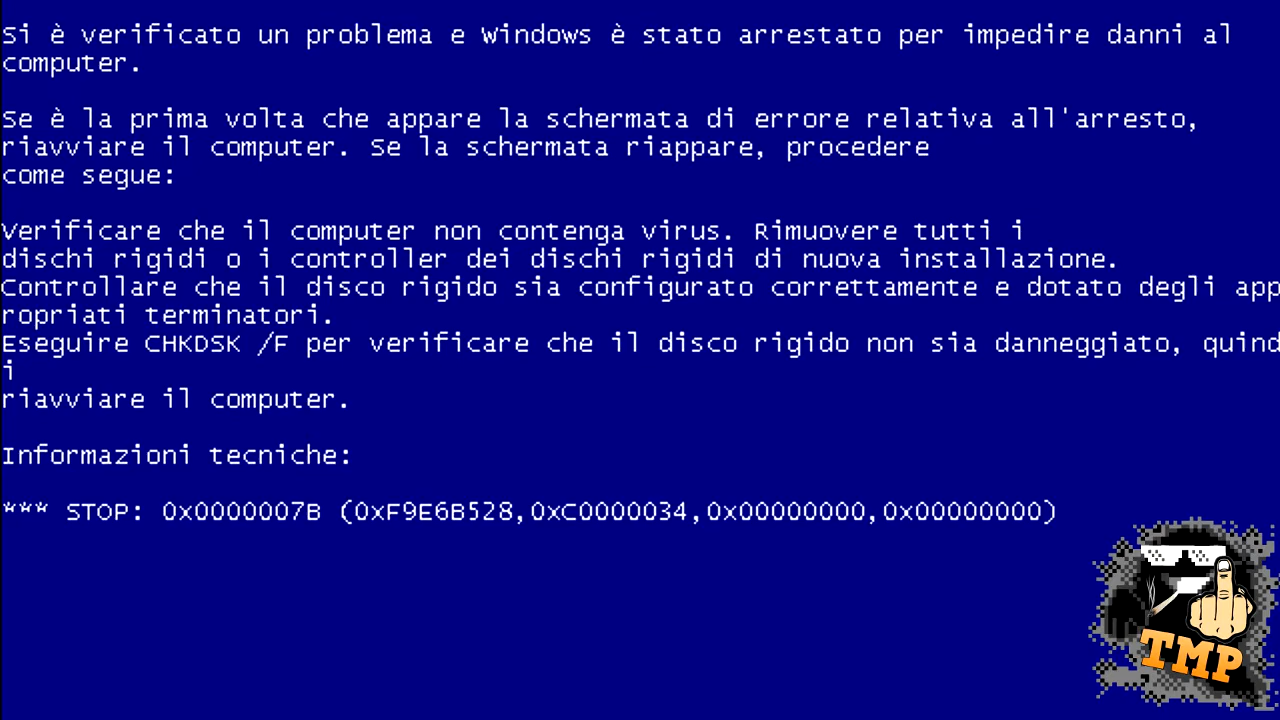 Si è verificato un problema e Windows è stato arrestato per impedire danni al
computer.
Se è la prima volta che appare la schermata di errore relativa all'arresto,
riavviare il computer. Se la schermata riappare, procedere
come segue:
Verificare che il computer non contenga virus. Rimuovere tutti i
dischi rigidi o i controller dei dischi rigidi di nuova installazione.
Controllare che il disco rigido sia configurato correttamente e dotato degli app
ropriati terminatori.
Eseguire CHKDSK /F per verificare che il disco rigido non sia danneggiato, quind
i
riavviare il computer.
Informazioni tecniche:
*** STOP: 0x0000007B (0xF9E6B528,0xC0000034,0x00000000,0x00000000)
TMP